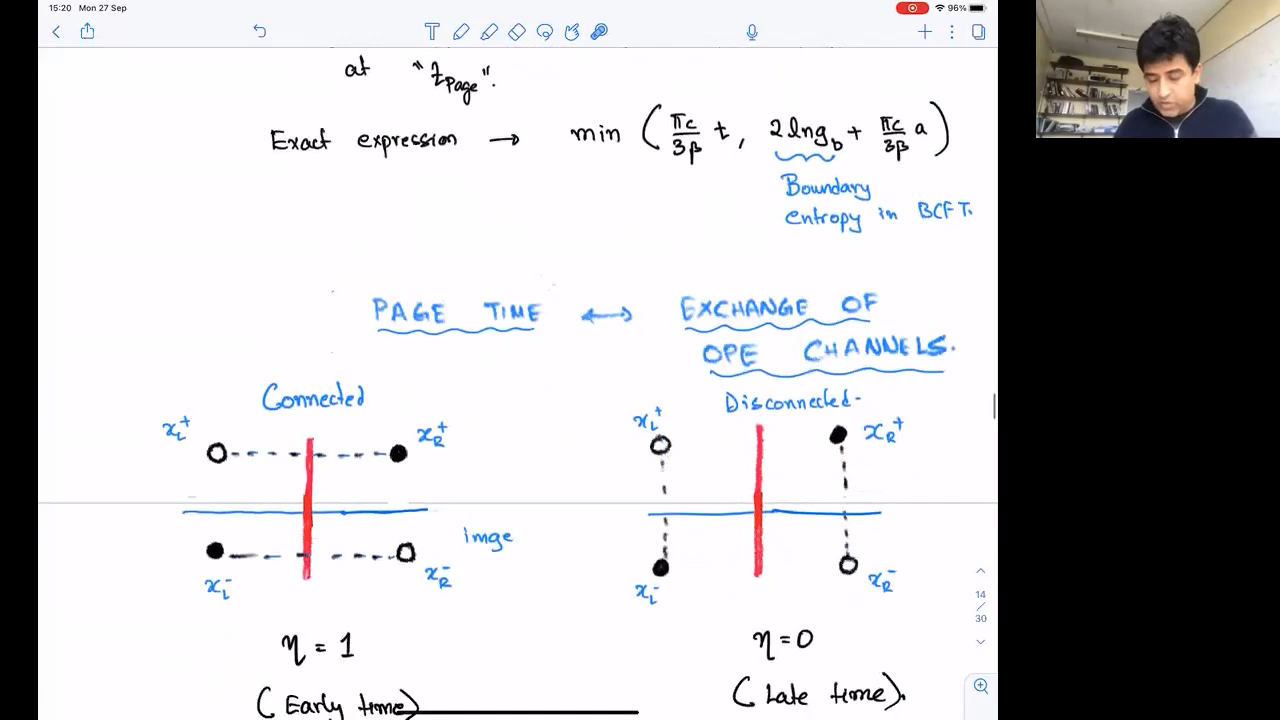 15:20 Mon 27 Sep
96%
at "t_Page".
Exact expression → min ( πc/3β t, 2 ln g_b + πc/3β a )
Boundary
entropy in BCFT.
PAGE TIME ↔ EXCHANGE OF
OPE CHANNELS.
Connected
Disconnected-
x_L^+
x_R^+
x_L^+
x_R^+
Imge
x_L^-
x_R^-
x_L^-
x_R^-
14
/
30
η = 1
η = 0
(Early time)
(Late time).